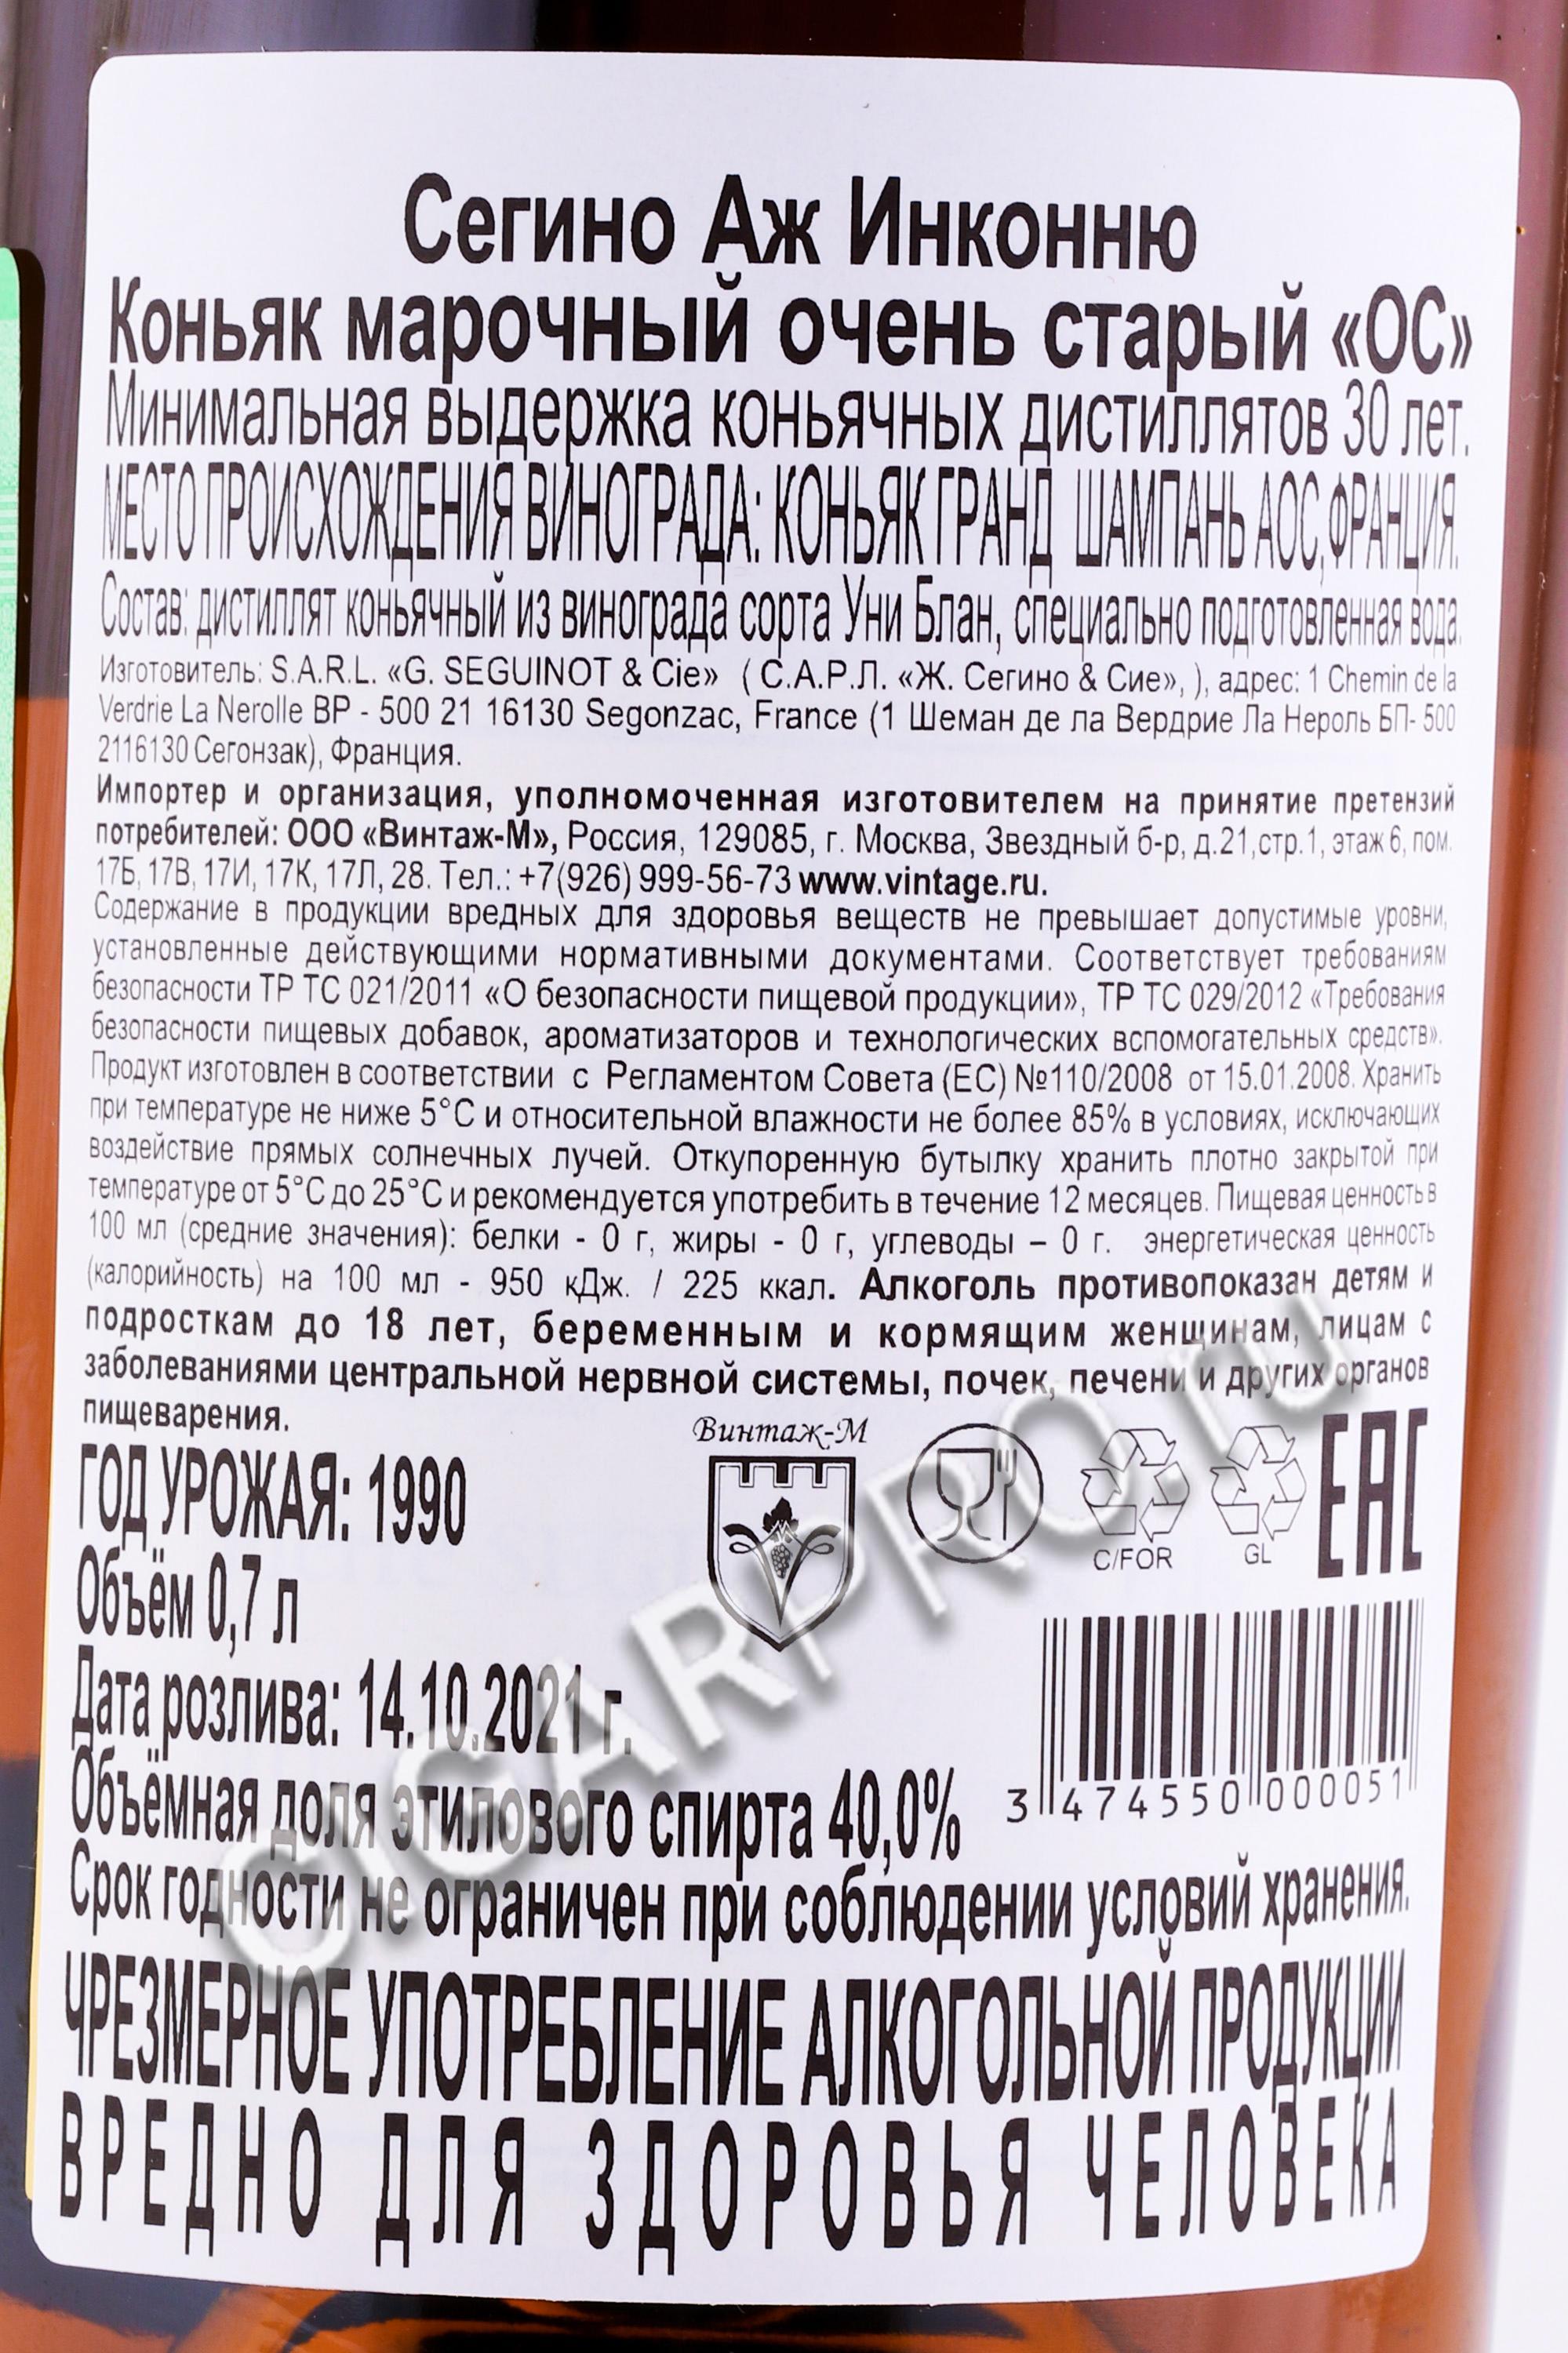 Сегино Аж Инконню
Коньяк марочный очень старый «ОС»
Минимальная выдержка коньячных дистиллятов 30 лет.
МЕСТО ПРОИСХОЖДЕНИЯ ВИНОГРАДА: КОНЬЯК ГРАНД ШАМПАНЬ АОС, ФРАНЦИЯ.
Состав: дистиллят коньячный из винограда сорта Уни Блан, специально подготовленная вода.
Изготовитель: S.A.R.L. «G. SEGUINOT & Cie» ( С.А.Р.Л. «Ж. Сегино & Сие», ), адрес: 1 Chemin de la
Verdrie La Nerolle BP - 500 21 16130 Segonzac, France (1 Шеман де ла Вердрие Ла Нероль БП- 500
2116130 Сегонзак), Франция.
Импортер и организация, уполномоченная изготовителем на принятие претензий
потребителей: ООО «Винтаж-М», Россия, 129085, г. Москва, Звездный б-р, д.21,стр.1, этаж 6, пом.
17Б, 17В, 17И, 17К, 17Л, 28. Тел.: +7(926) 999-56-73 www.vintage.ru.
Содержание в продукции вредных для здоровья веществ не превышает допустимые уровни,
установленные действующими нормативными документами. Соответствует требованиям
безопасности ТР ТС 021/2011 «О безопасности пищевой продукции», ТР ТС 029/2012 «Требования
безопасности пищевых добавок, ароматизаторов и технологических вспомогательных средств».
Продукт изготовлен в соответствии с Регламентом Совета (ЕС) №110/2008 от 15.01.2008. Хранить
при температуре не ниже 5°С и относительной влажности не более 85% в условиях, исключающих
воздействие прямых солнечных лучей. Откупоренную бутылку хранить плотно закрытой при
температуре от 5°С до 25°С и рекомендуется употребить в течение 12 месяцев. Пищевая ценность в
100 мл (средние значения): белки - 0 г, жиры - 0 г, углеводы – 0 г. энергетическая ценность
(калорийность) на 100 мл - 950 кДж. / 225 ккал. Алкоголь противопоказан детям и
подросткам до 18 лет, беременным и кормящим женщинам, лицам с
заболеваниями центральной нервной системы, почек, печени и других органов
пищеварения.
Винтаж-М
ГОД УРОЖАЯ: 1990
C/FOR
GL
EAC
Объём 0,7 л
Дата розлива: 14.10.2021 г.
Объёмная доля этилового спирта 40,0%
3 474550 000051
Срок годности не ограничен при соблюдении условий хранения.
ЧРЕЗМЕРНОЕ УПОТРЕБЛЕНИЕ АЛКОГОЛЬНОЙ ПРОДУКЦИИ
ВРЕДНО ДЛЯ ЗДОРОВЬЯ ЧЕЛОВЕКА
CIGARPRO.ru